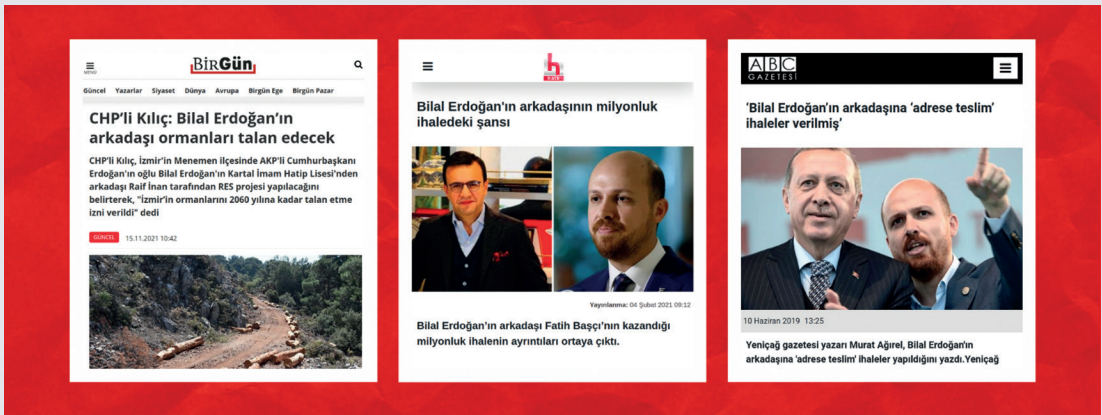 BirGün
MENÜ
Güncel Yazarlar Siyaset Dünya Avrupa Birgün Ege Birgün Pazar
CHP'li Kılıç: Bilal Erdoğan'ın
arkadaşı ormanları talan edecek
CHP'li Kılıç, İzmir'in Menemen ilçesinde AKP'li Cumhurbaşkanı
Erdoğan'ın oğlu Bilal Erdoğan'ın Kartal İmam Hatip Lisesi'nden
arkadaşı Raif İnan tarafından RES projesi yapılacağını
belirterek, "İzmir'in ormanlarını 2060 yılına kadar talan etme
izni verildi" dedi
GÜNCEL 15.11.2021 10:42
h
Bilal Erdoğan'ın arkadaşının milyonluk
ihaledeki şansı
Yayınlanma: 04 Şubat 2021 09:12
Bilal Erdoğan'ın arkadaşı Fatih Başçı'nın kazandığı
milyonluk ihalenin ayrıntıları ortaya çıktı.
ABC
GAZETESİ
‘Bilal Erdoğan'ın arkadaşına ‘adrese teslim’
ihaleler verilmiş’
10 Haziran 2019 13:25
Yeniçağ gazetesi yazarı Murat Ağırel, Bilal Erdoğan'ın
arkadaşına 'adrese teslim' ihaleler yapıldığını yazdı.Yeniçağ